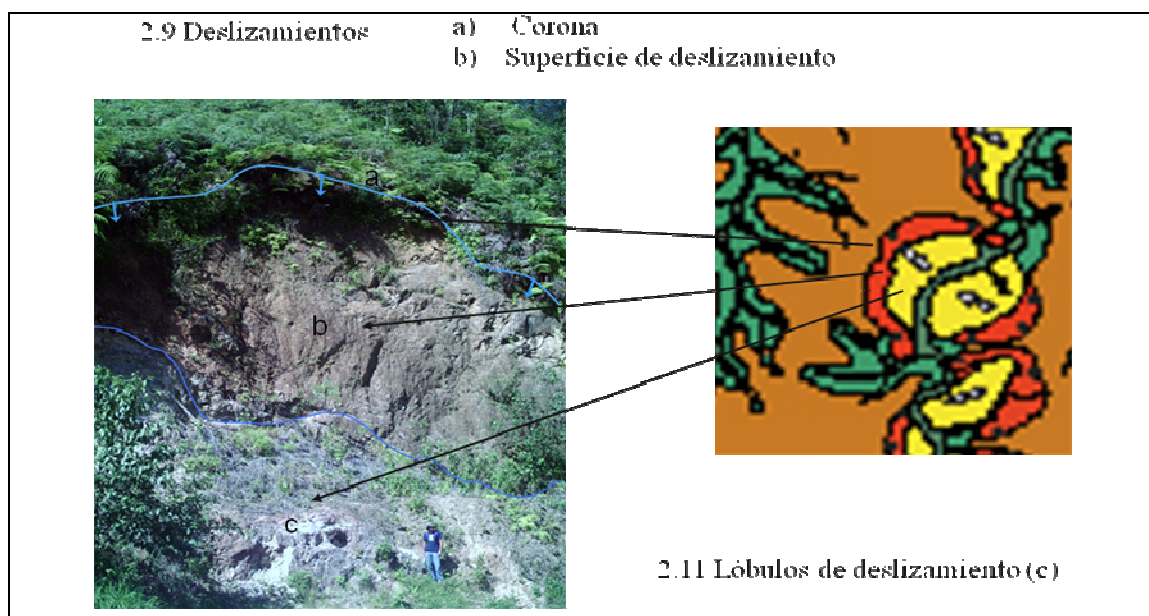 2.9 Deslizamientos
a) Corona
b) Superficie de deslizamiento
a
b
c
2.11 Lóbulos de deslizamiento (c)